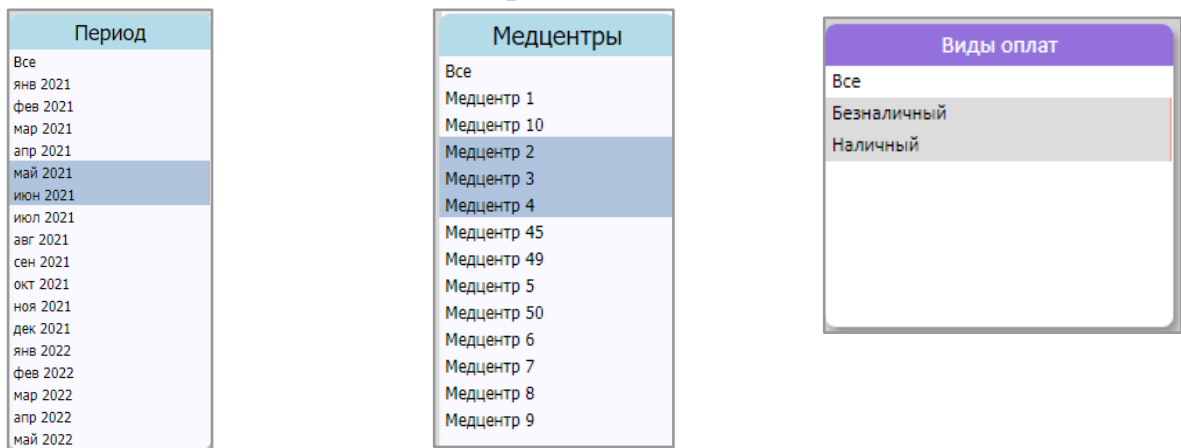 Период
Все
янв 2021
фев 2021
мар 2021
апр 2021
май 2021
июн 2021
июл 2021
авг 2021
сен 2021
окт 2021
ноя 2021
дек 2021
янв 2022
фев 2022
мар 2022
апр 2022
май 2022
Медцентры
Все
Медцентр 1
Медцентр 10
Медцентр 2
Медцентр 3
Медцентр 4
Медцентр 45
Медцентр 49
Медцентр 5
Медцентр 50
Медцентр 6
Медцентр 7
Медцентр 8
Медцентр 9
Виды оплат
Все
Безналичный
Наличный